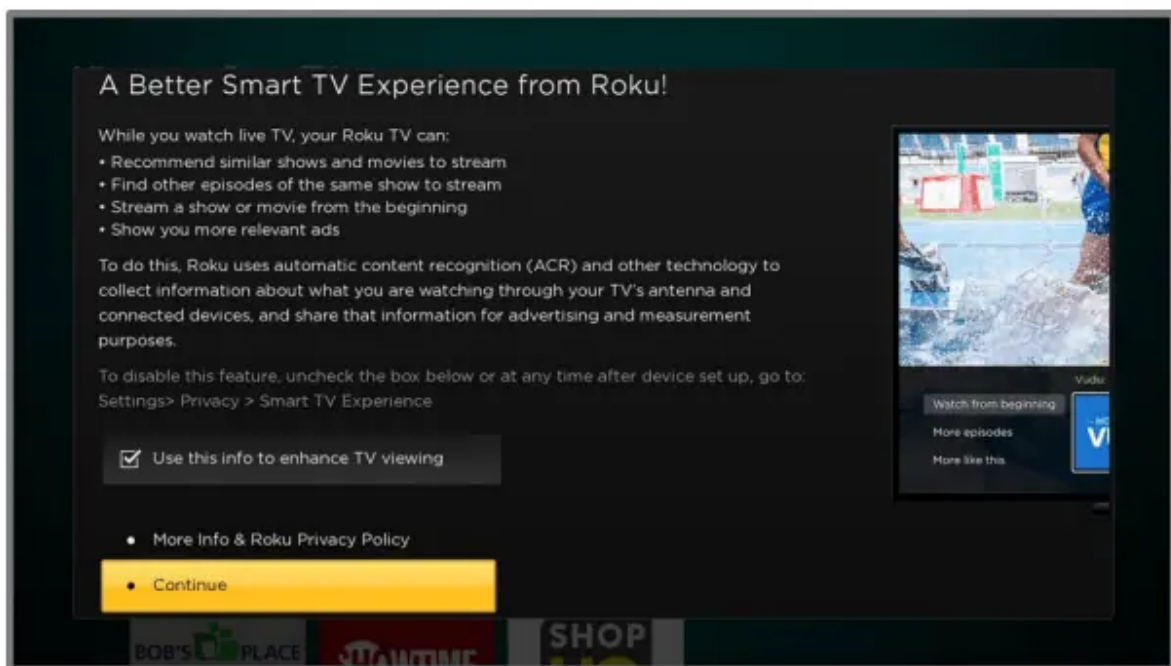 A Better Smart TV Experience from Roku!
While you watch live TV, your Roku TV can:
• Recommend similar shows and movies to stream
• Find other episodes of the same show to stream
• Stream a show or movie from the beginning
• Show you more relevant ads
To do this, Roku uses automatic content recognition (ACR) and other technology to
collect information about what you are watching through your TV's antenna and
connected devices, and share that information for advertising and measurement
purposes.
To disable this feature, uncheck the box below or at any time after device set up, go to:
Settings> Privacy > Smart TV Experience
Use this info to enhance TV viewing
• More Info & Roku Privacy Policy
• Continue
Vudu:
Watch from beginning
More episodes
More like this
BOB'S PLACE
SHOWTIME
SHOP